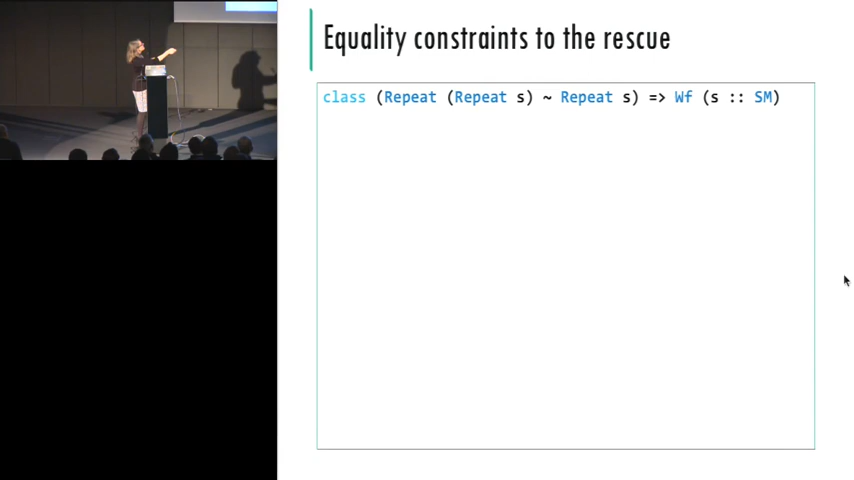 Equality constraints to the rescue
class (Repeat (Repeat s) ~ Repeat s) => Wf (s :: SM)